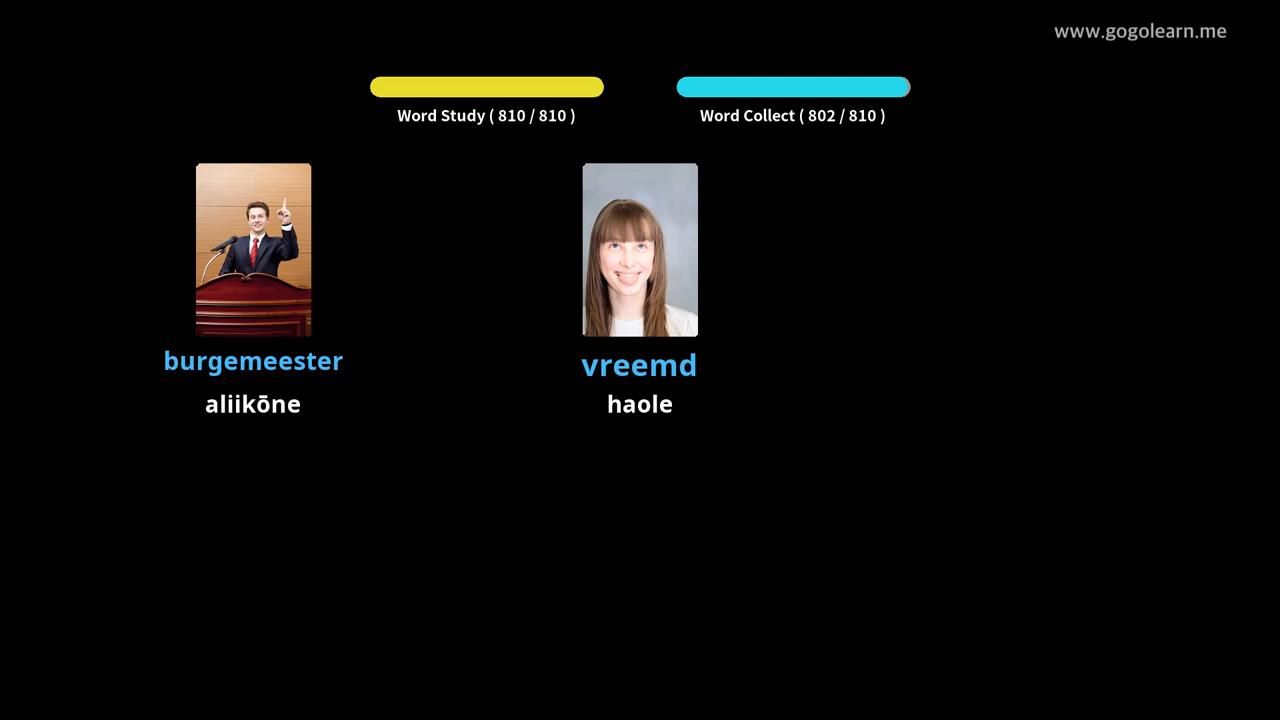 www.gogolearn.me
Word Study ( 810 / 810 )
Word Collect ( 802 / 810 )
burgemeester
vreemd
aliikōne
haole